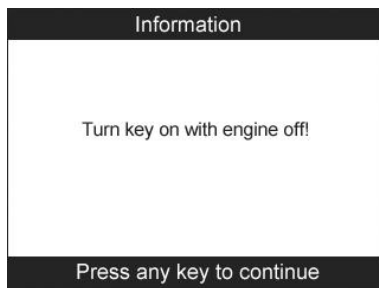 Information
Turn key on with engine off!
Press any key to continue